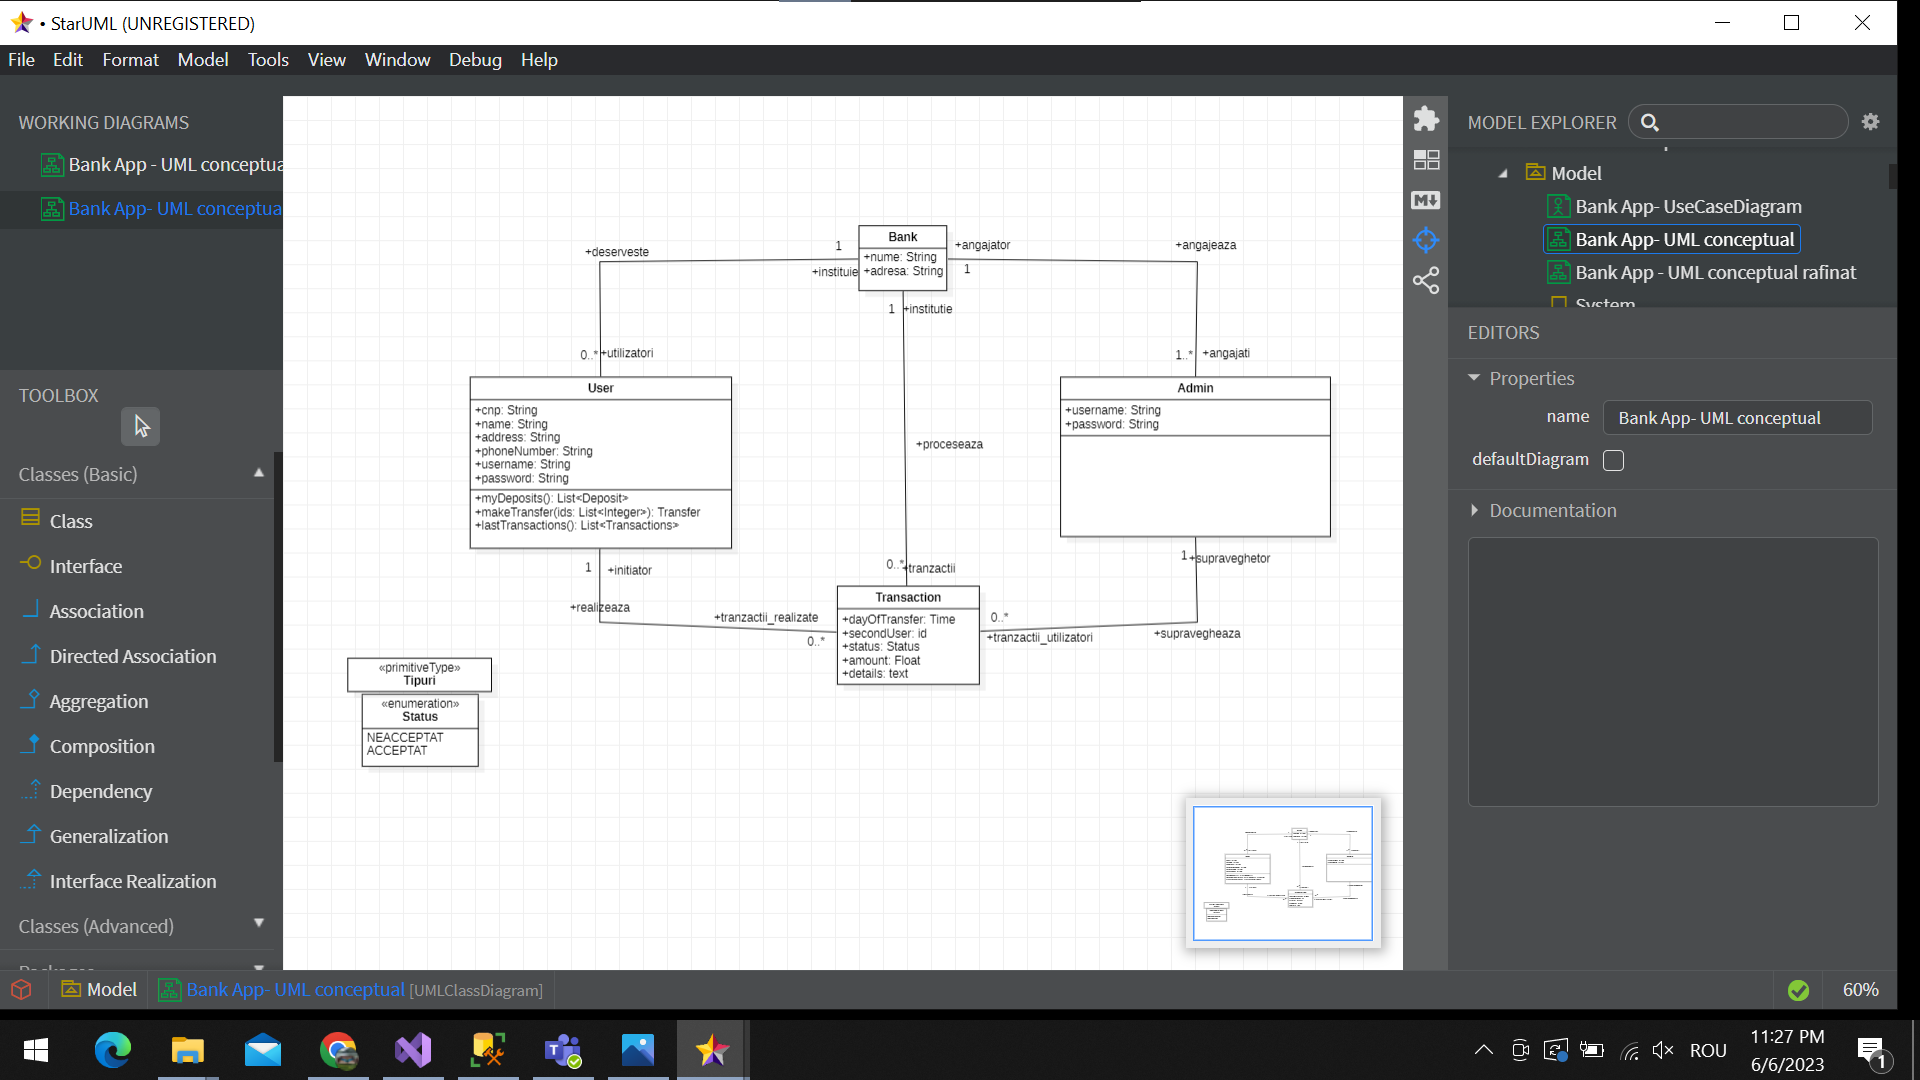 • StarUML (UNREGISTERED)
File Edit Format Model Tools View Window Debug Help
WORKING DIAGRAMS
Bank App - UML conceptua
Bank App- UML conceptua
TOOLBOX
Classes (Basic)
Class
Interface
Association
Directed Association
Aggregation
Composition
Dependency
Generalization
Interface Realization
Classes (Advanced)
Bank
+nume: String
+adresa: String
+deserveste
1
+instituie
+angajator
1
+angajeaza
1 +institutie
0..* +utilizatori
1..* +angajati
User
+cnp: String
+name: String
+address: String
+phoneNumber: String
+username: String
+password: String
+myDeposits(): List<Deposit>
+makeTransfer(ids: List<Integer>): Transfer
+lastTransactions(): List<Transactions>
+proceseaza
Admin
+username: String
+password: String
1 +initiator
+realizeaza
+tranzactii_realizate
0..*
0..* +tranzactii
1 +supraveghetor
Transaction
+dayOfTransfer: Time
+secondUser: id
+status: Status
+amount: Float
+details: text
0..*
+tranzactii_utilizatori
+supravegheaza
«primitiveType»
Tipuri
«enumeration»
Status
NEACCEPTAT
ACCEPTAT
M
MODEL EXPLORER
Model
Bank App- UseCaseDiagram
Bank App- UML conceptual
Bank App - UML conceptual rafinat
System
EDITORS
Properties
name Bank App- UML conceptual
defaultDiagram
Documentation
Model Bank App- UML conceptual [UMLClassDiagram]
60%
ROU
11:27 PM
6/6/2023
1